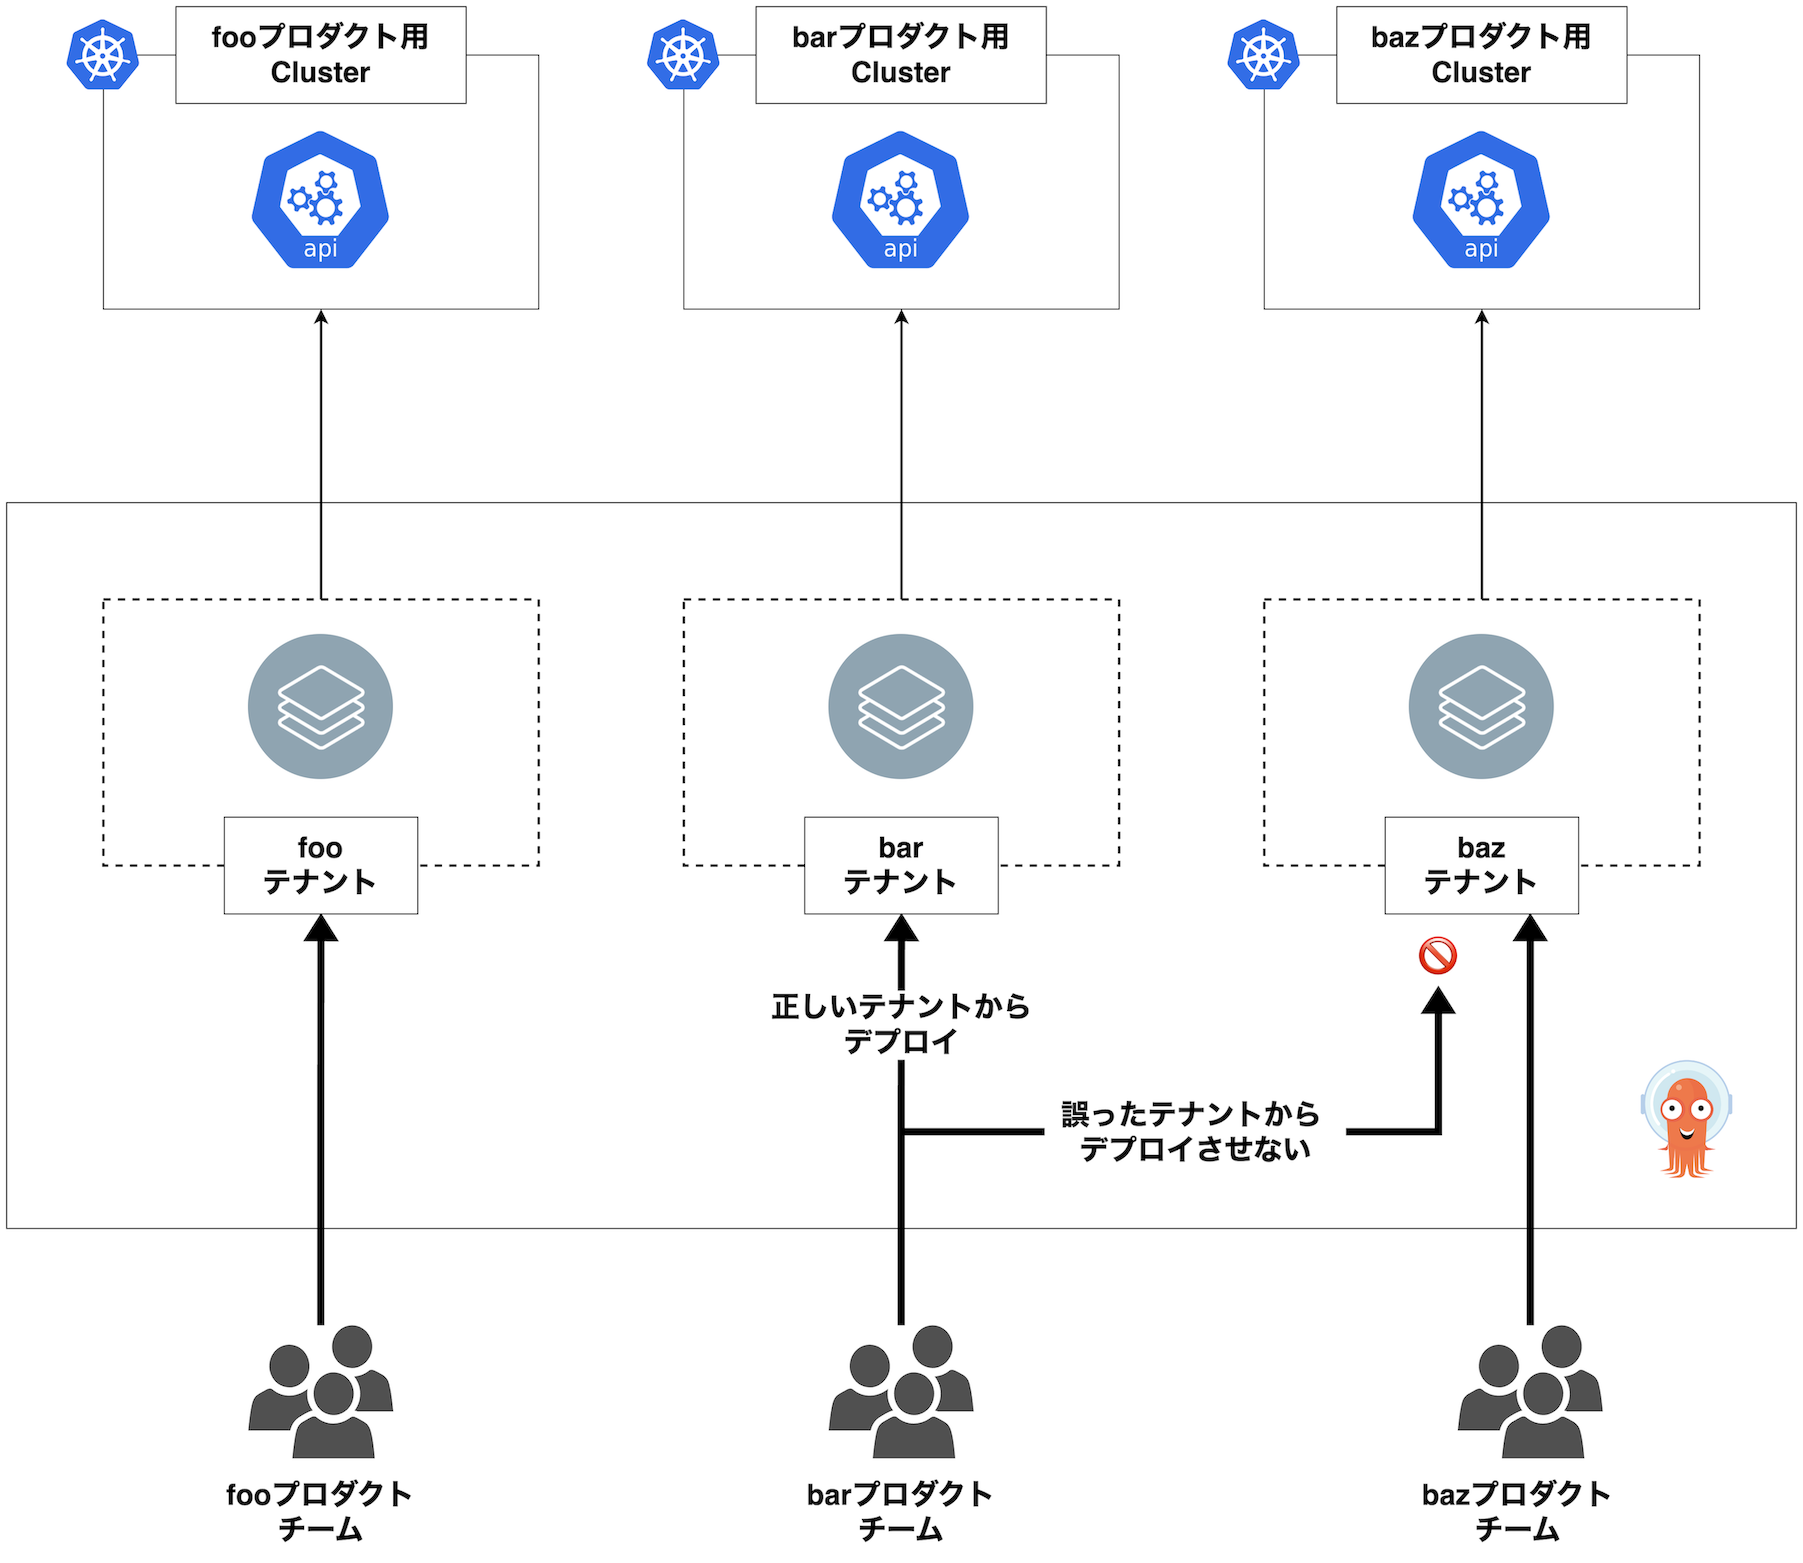 fooプロダクト用
Cluster
barプロダクト用
Cluster
bazプロダクト用
Cluster
api
api
api
foo
テナント
bar
テナント
baz
テナント
正しいテナントから
デプロイ
誤ったテナントから
デプロイさせない
fooプロダクト
チーム
barプロダクト
チーム
bazプロダクト
チーム